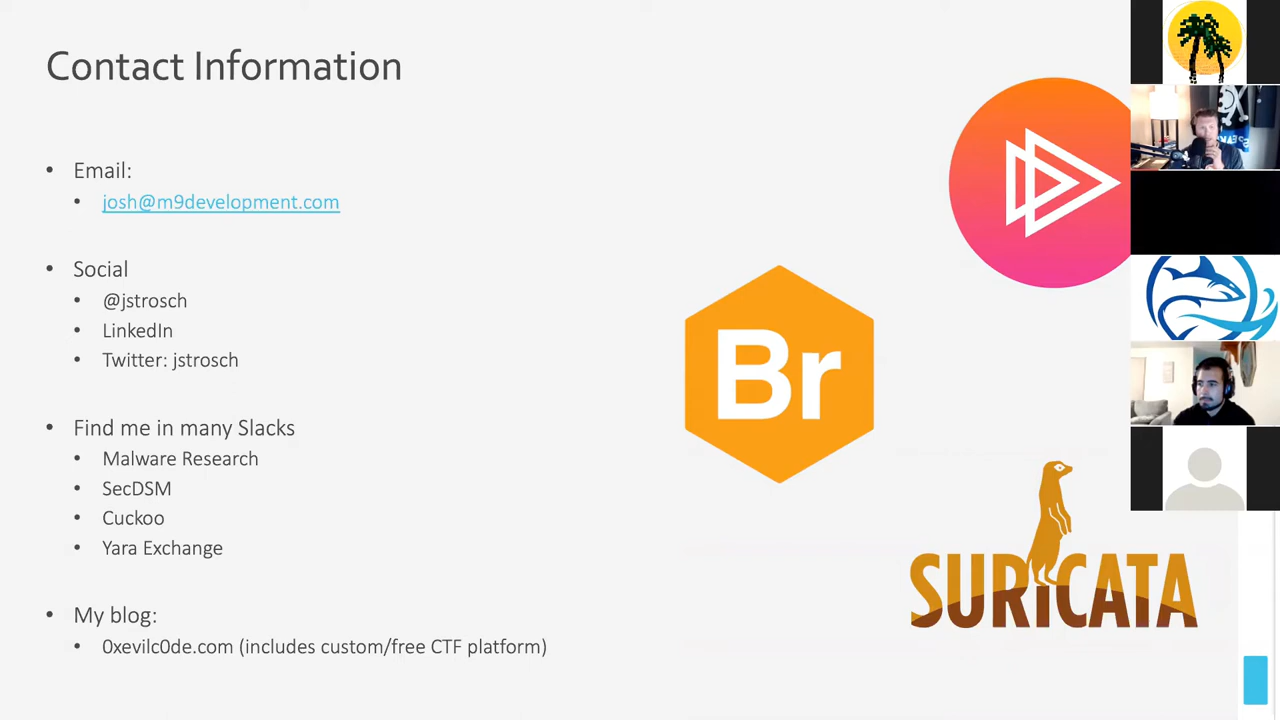 Contact Information
• Email:
• josh@m9development.com
• Social
• @jstrosch
• LinkedIn
• Twitter: jstrosch
• Find me in many Slacks
• Malware Research
• SecDSM
• Cuckoo
• Yara Exchange
• My blog:
• 0xevilc0de.com (includes custom/free CTF platform)
Br
SURICATA